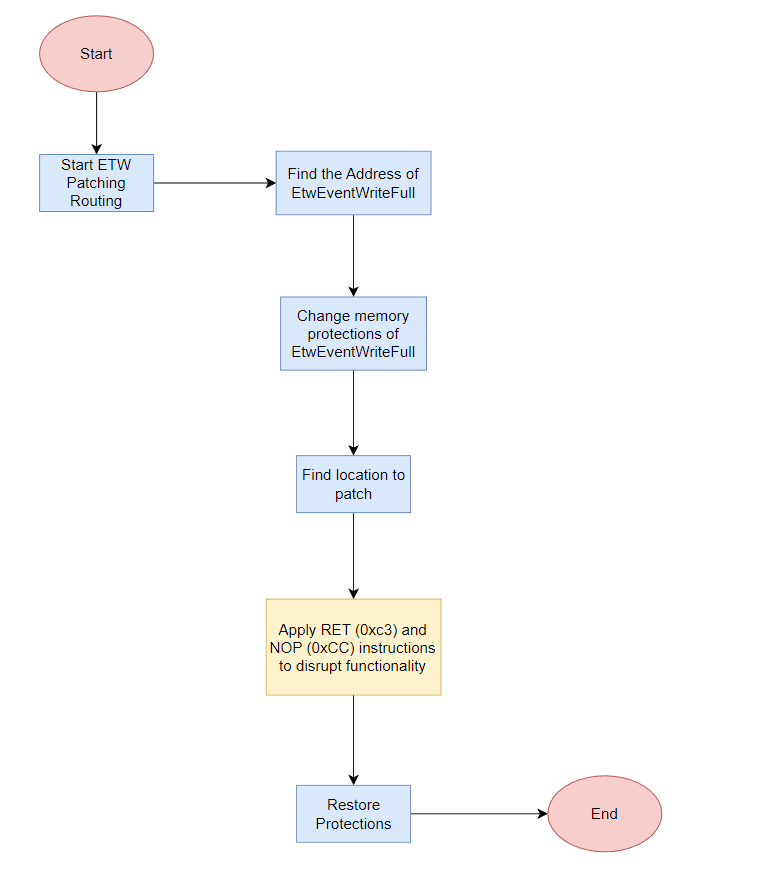 Start
Start ETW
Patching
Routing
Find the Address of
EtwEventWriteFull
Change memory
protections of
EtwEventWriteFull
Find location to
patch
Apply RET (0xc3) and
NOP (0xCC) instructions
to disrupt functionality
Restore
Protections
End